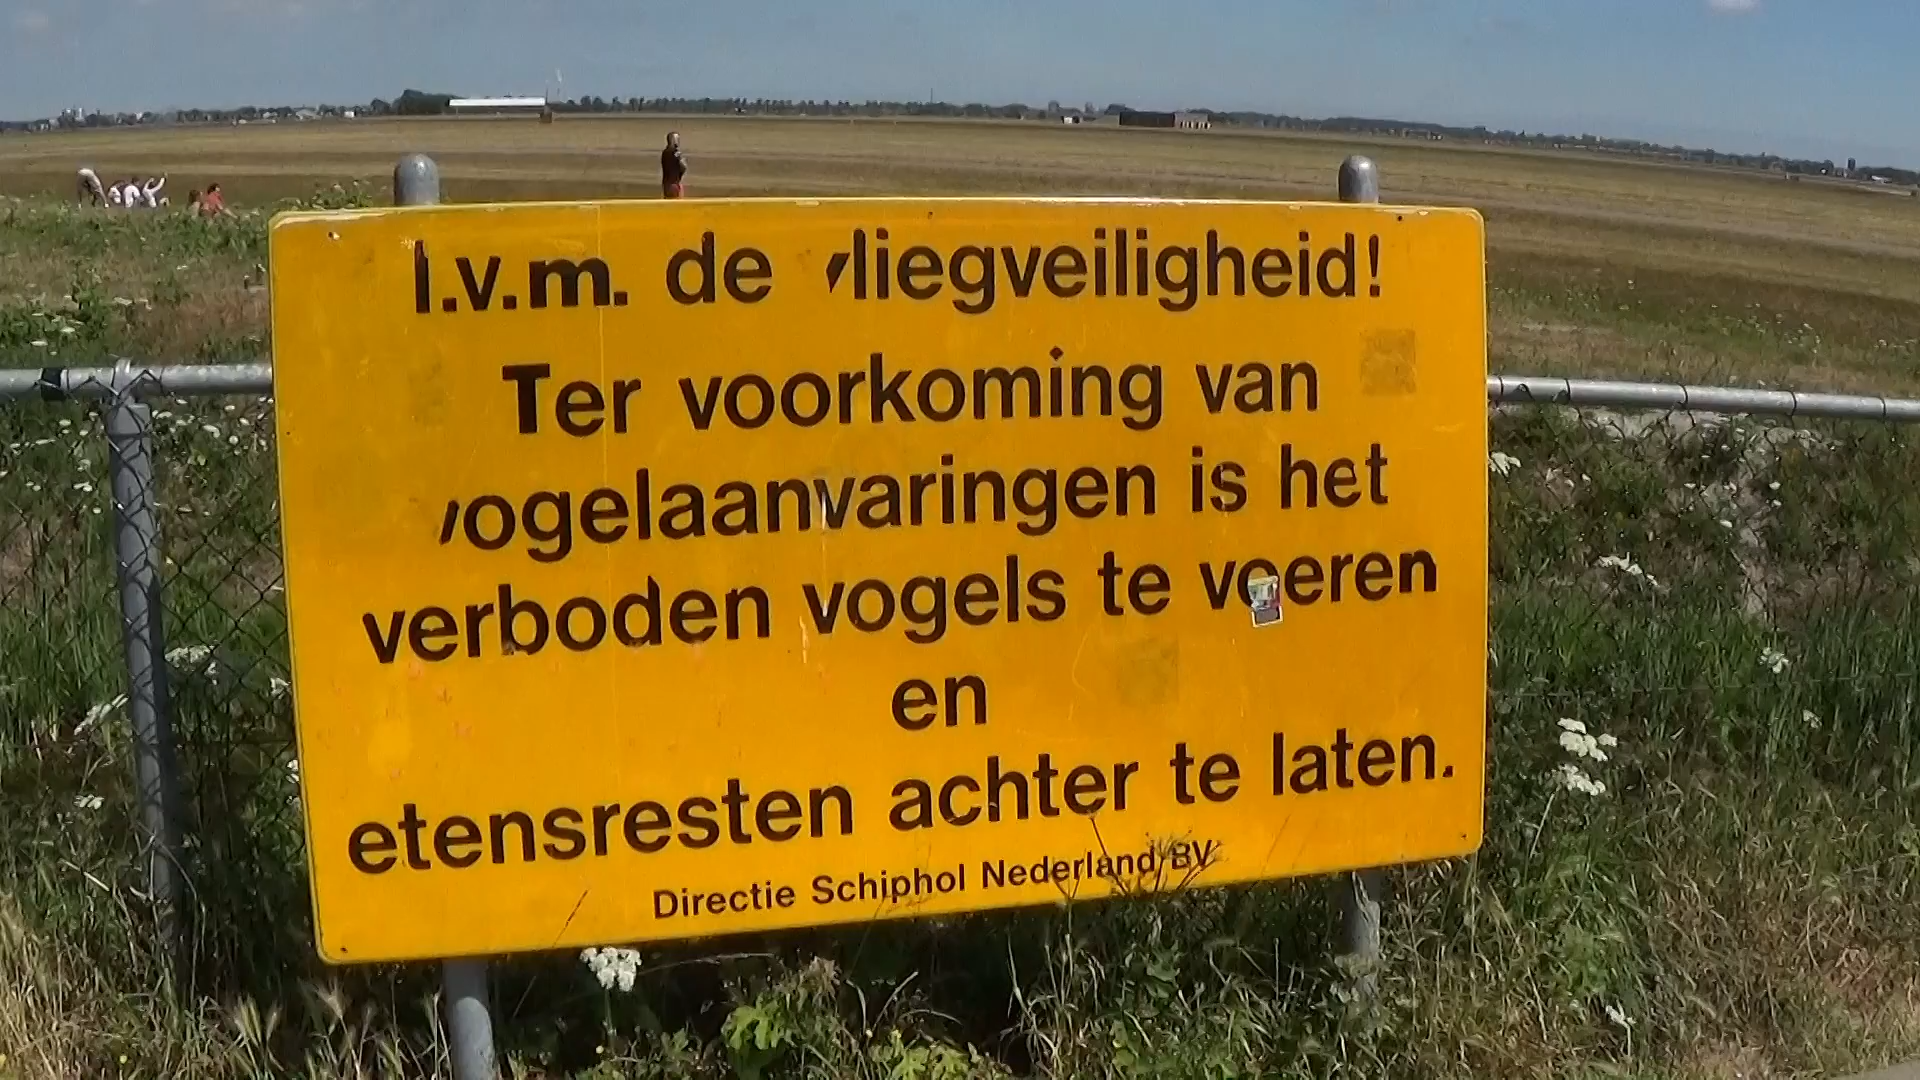 I.v.m. de vliegveiligheid!
Ter voorkoming van
vogelaanvaringen is het
verboden vogels te voeren
en
etensresten achter te laten.
Directie Schiphol Nederland BV